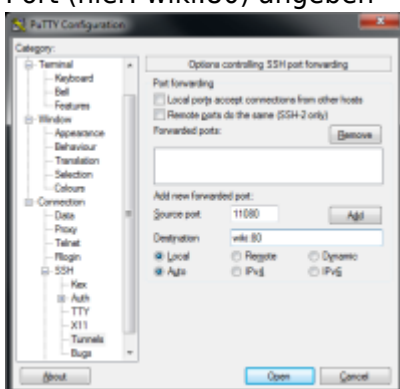 Port (hier: wiki:80) angeben
PuTTY Configuration
Category:
Terminal
Keyboard
Bell
Features
Window
Appearance
Behaviour
Translation
Selection
Colours
Connection
Data
Proxy
Telnet
Rlogin
SSH
Kex
Auth
TTY
X11
Tunnels
Bugs
Options controlling SSH port forwarding
Port forwarding
Local ports accept connections from other hosts
Remote ports do the same (SSH-2 only)
Forwarded ports:
Remove
Add new forwarded port:
Source port
11080
Add
Destination
wiki:80
Local
Remote
Dynamic
Auto
IPv4
IPv6
About
Open
Cancel